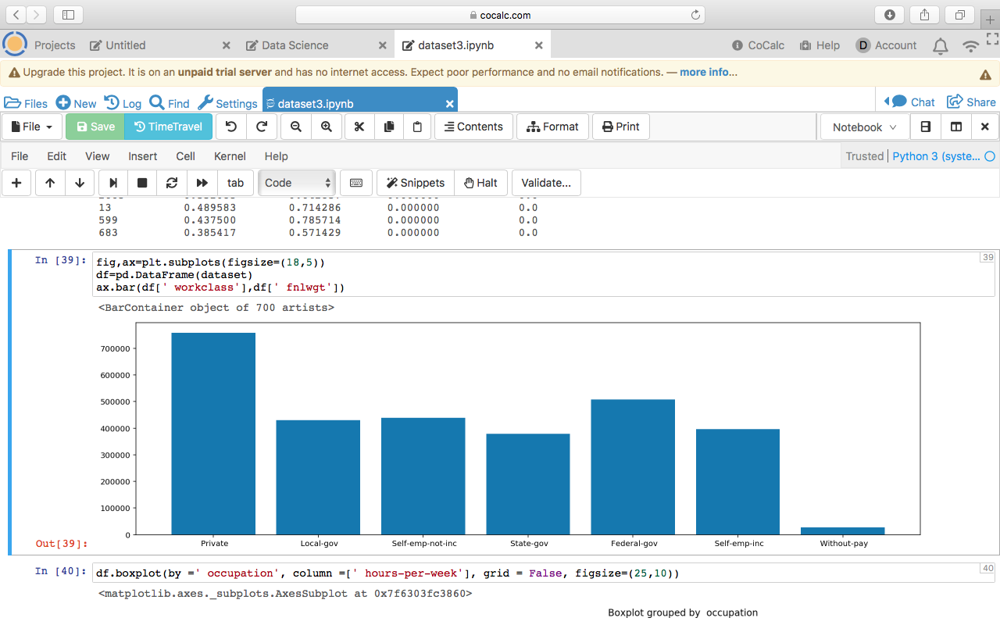 cocalc.com
Projects Untitled Data Science dataset3.ipynb CoCalc Help D Account
Upgrade this project. It is on an unpaid trial server and has no internet access. Expect poor performance and no email notifications. — more info...
Files New Log Find Settings dataset3.ipynb Chat Share
File Save TimeTravel Contents Format Print Notebook
File Edit View Insert Cell Kernel Help Trusted Python 3 (syste...
tab Code Snippets Halt Validate...
13 0.489583 0.714286 0.000000 0.0
599 0.437500 0.785714 0.000000 0.0
683 0.385417 0.571429 0.000000 0.0
In [39]: fig,ax=plt.subplots(figsize=(18,5)) 39
df=pd.DataFrame(dataset)
ax.bar(df[' workclass'],df[' fnlwgt'])
<BarContainer object of 700 artists>
700000
600000
500000
400000
300000
200000
100000
0
Out[39]: Private Local-gov Self-emp-not-inc State-gov Federal-gov Self-emp-inc Without-pay
In [40]: df.boxplot(by =' occupation', column =[' hours-per-week'], grid = False, figsize=(25,10)) 40
<matplotlib.axes._subplots.AxesSubplot at 0x7f6303fc3860>
Boxplot grouped by occupation